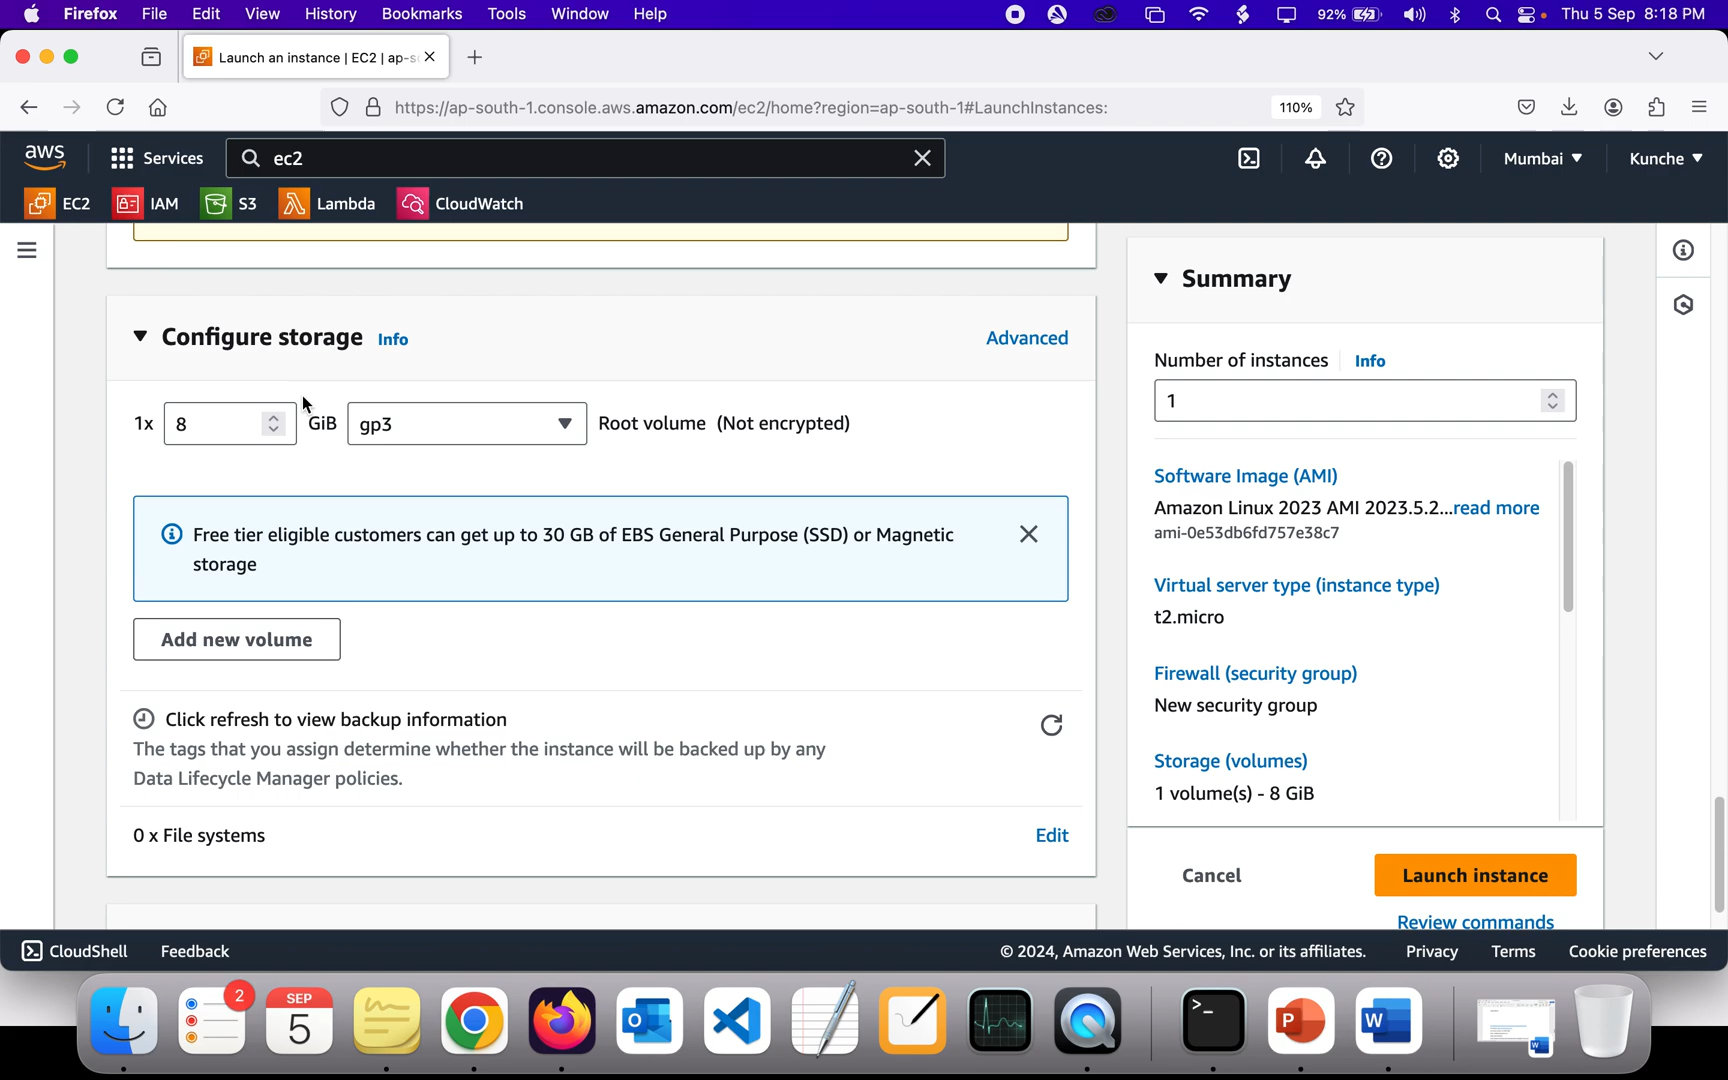 Firefox File Edit View History Bookmarks Tools Window Help 92% Thu 5 Sep 8:18 PM
Launch an instance | EC2 | ap-s
https://ap-south-1.console.aws.amazon.com/ec2/home?region=ap-south-1#LaunchInstances: 110%
aws Services ec2 Mumbai Kunche
EC2 IAM S3 Lambda CloudWatch
Configure storage Info Advanced
1x 8 GiB gp3 Root volume (Not encrypted)
Free tier eligible customers can get up to 30 GB of EBS General Purpose (SSD) or Magnetic
storage
Add new volume
Click refresh to view backup information
The tags that you assign determine whether the instance will be backed up by any
Data Lifecycle Manager policies.
0 x File systems Edit
Summary
Number of instances Info
1
Software Image (AMI)
Amazon Linux 2023 AMI 2023.5.2...read more
ami-0e53db6fd757e38c7
Virtual server type (instance type)
t2.micro
Firewall (security group)
New security group
Storage (volumes)
1 volume(s) - 8 GiB
Cancel Launch instance
Review commands
CloudShell Feedback © 2024, Amazon Web Services, Inc. or its affiliates. Privacy Terms Cookie preferences
2
SEP
5
P
W